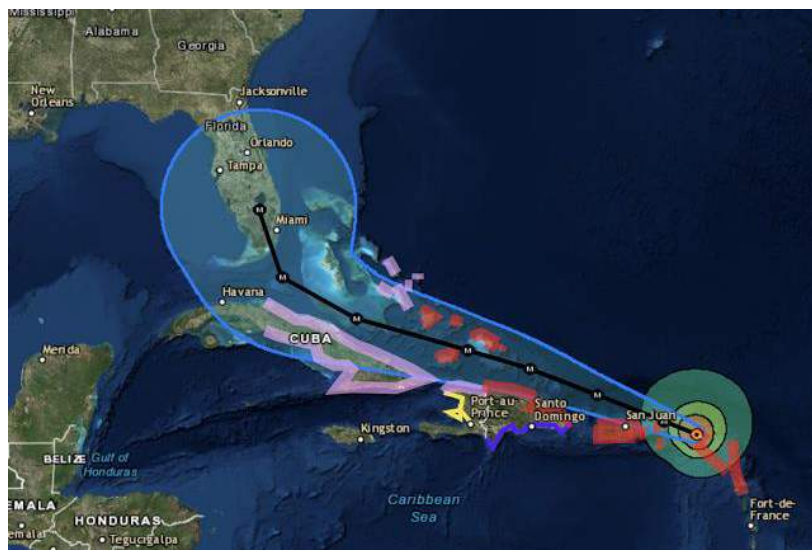 Mississippi
Alabama
Georgia
New
Orleans
Jacksonville
Florida
Orlando
Tampa
M
Miami
M
Havana
M
CUBA
M
M
Merida
M
Port-au-
Prince
Santo
Domingo
San Juan
M
Kingston
BELIZE
Gulf of
Honduras
Caribbean
Sea
Fort-de-
France
EMALA
HONDURAS
Tegucigalpa
emala